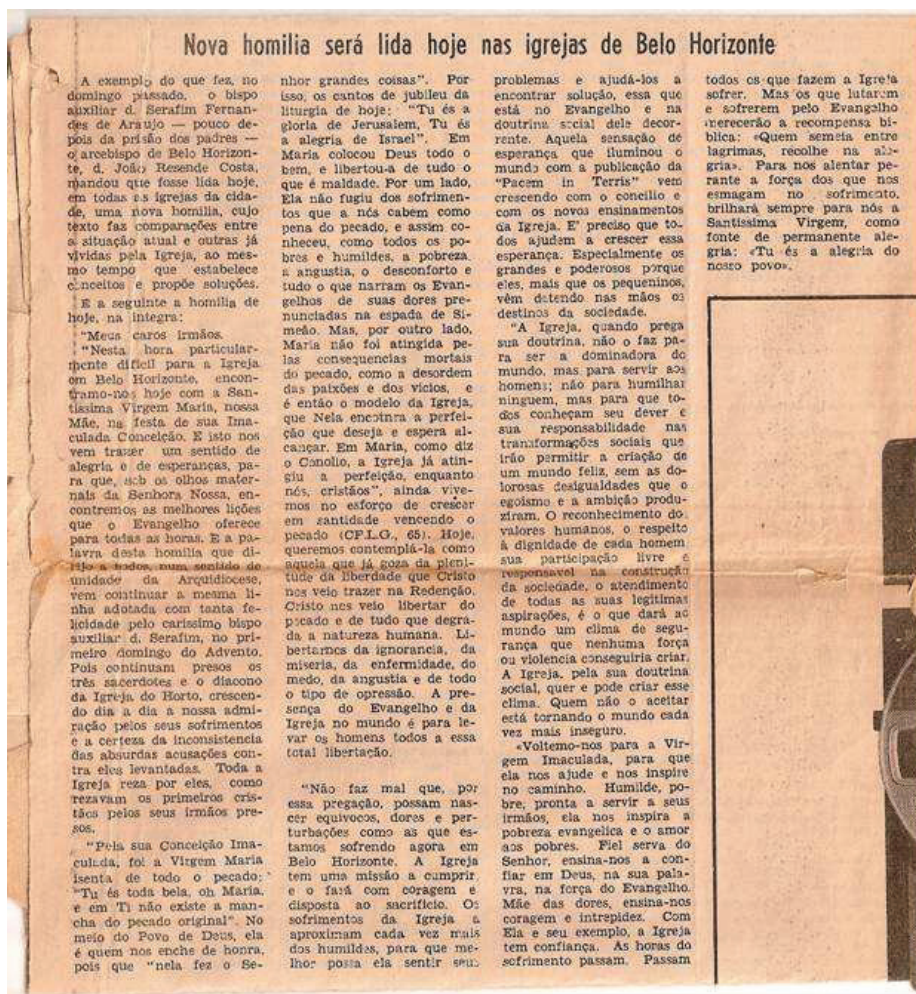 Nova homilia será lida hoje nas igrejas de Belo Horizonte
A exemplo do que fez, no
domingo passado, o bispo
auxiliar d. Serafim Fernan-
des de Araujo — pouco de-
pois da prisão dos padres —
o arcebispo de Belo Horizon-
te, d. João Resende Costa,
mandou que fosse lida hoje,
em todas as igrejas da cida-
de, uma nova homilia, cujo
texto faz comparações entre
a situação atual e outras já
vividas pela Igreja, ao mes-
mo tempo que estabelece
conceitos e propõe soluções.
E a seguinte a homilia de
hoje, na integra:
"Meus caros irmãos.
"Nesta hora particular-
mente dificil para a Igreja
em Belo Horizonte, encon-
tramo-nos hoje com a San-
tissima Virgem Maria, nossa
Mãe, na festa de sua Ima-
culada Conceição. E isto nos
vem trazer um sentido de
alegria e de esperanças, pa-
ra que, sob os olhos mater-
nais da Senhora Nossa, en-
contremos as melhores lições
que o Evangelho oferece
para todas as horas. E a pa-
lavra desta homilia que di-
rijo a todos, num sentido de
unidade da Arquidiocese,
vem continuar a mesma li-
nha adotada com tanta fe-
licidade pelo carissimo bispo
auxiliar d. Serafim, no pri-
meiro domingo do Advento.
Pois continuam presos os
três sacerdotes e o diacono
da Igreja do Horto, crescen-
do dia a dia a nossa admi-
ração pelos seus sofrimentos
e a certeza da inconsistencia
das absurdas acusações con-
tra eles levantadas. Toda a
Igreja reza por eles, como
rezavam os primeiros cris-
tãos pelos seus irmãos pre-
sos.
"Pela sua Conceição Ima-
culada, foi a Virgem Maria
isenta de todo o pecado:
"Tu és toda bela, oh Maria,
e em Ti não existe a man-
cha do pecado original". No
meio do Povo de Deus, ela
é quem nos enche de honra,
pois que "nela fez o Se-
nhor grandes coisas". Por
isso, os cantos de jubileu da
liturgia de hoje: "Tu és a
gloria de Jerusalem, Tu és
a alegria de Israel". Em
Maria colocou Deus todo o
bem, e libertou-a de tudo o
que é maldade. Por um lado,
Ela não fugiu dos sofrimen-
tos que a nós cabem como
pena do pecado, e assim co-
nheceu, como todos os po-
bres e humildes, a pobreza,
a angustia, o desconforto e
tudo o que narram os Evan-
gelhos de suas dores pre-
nunciadas na espada de Si-
meão. Mas, por outro lado,
Maria não foi atingida pe-
las consequencias mortais
do pecado, como a desordem
das paixões e dos vicios, e
é então o modelo da Igreja,
que Nela encotnra a perfei-
ção que deseja e espera al-
cançar. Em Maria, como diz
o Conolio, a Igreja já atin-
giu a perfeição, enquanto
nós, cristãos", ainda vive-
mos no esforço de crescer
em santidade vencendo o
pecado (CP.L.G., 65). Hoje,
queremos contemplá-la como
aquela que já goza da pleni-
tude da liberdade que Cristo
nos veio trazer na Redenção.
Cristo nos veio libertar do
pecado e de tudo que degra-
da a natureza humana. Li-
bertamos da ignorancia, da
miseria, da enfermidade, do
medo, da angustia e de todo
o tipo de opressão. A pre-
sença do Evangelho e da
Igreja no mundo é para le-
var os homens todos a essa
total libertação.
"Não faz mal que, por
essa pregação, possam nas-
cer equivocos, dores e per-
turbações como as que es-
tamos sofrendo agora em
Belo Horizonte. A Igreja
tem uma missão a cumprir,
e o fará com coragem e
disposta ao sacrificio. Os
sofrimentos da Igreja a
aproximam cada vez mais
dos humildes, para que me-
lhor possa ela sentir seus
problemas e ajudá-los a
encontrar solução, essa que
está no Evangelho e na
doutrina social dele decor-
rente. Aquela sensação de
esperança que iluminou o
mundo com a publicação da
"Pacem in Terris" vem
crescendo com o concilio e
com os novos ensinamentos
da Igreja. E' preciso que to-
dos ajudem a crescer essa
esperança. Especialmente os
grandes e poderosos porque
eles, mais que os pequeninos,
vêm detendo nas mãos os
destinos da sociedade.
"A Igreja, quando prega
sua doutrina, não o faz pa-
ra ser a dominadora do
mundo, mas para servir aos
homens; não para humilhar
ninguem, mas para que to-
dos conheçam seu dever e
sua responsabilidade nas
transformações sociais que
irão permitir a criação de
um mundo feliz, sem as do-
lorosas desigualdades que o
egoismo e a ambição produ-
ziram. O reconhecimento dos
valores humanos, o respeito
à dignidade de cada homem
sua participação livre e
responsavel na construção
da sociedade, o atendimento
de todas as suas legitimas
aspirações, é o que dará ao
mundo um clima de segu-
rança que nenhuma força
ou violencia conseguiria criar.
A Igreja, pela sua doutrina
social, quer e pode criar esse
clima. Quem não o aceitar
está tornando o mundo cada
vez mais inseguro.
«Voltemo-nos para a Vir-
gem Imaculada, para que
ela nos ajude e nos inspire
no caminho. Humilde, po-
bre, pronta a servir a seus
irmãos, ela nos inspira a
pobreza evangelica e o amor
aos pobres. Fiel serva do
Senhor, ensina-nos a con-
fiar em Deus, na sua pala-
vra, na força do Evangelho.
Mãe das dores, ensina-nos
coragem e intrepidez. Com
Ela e seu exemplo, a Igreja
tem confiança. As horas do
sofrimento passam. Passam
todos os que fazem a Igreja
sofrer. Mas os que lutarem
e sofrerem pelo Evangelho
merecerão a recompensa bi-
blica: «Quem semeia entre
lagrimas, recolhe na ale-
gria». Para nos alentar pe-
rante a força dos que nos
esmagam no sofrimento,
brilhará sempre para nós a
Santissima Virgem, como
fonte de permanente ale-
gria: «Tu és a alegria do
nosso povo».